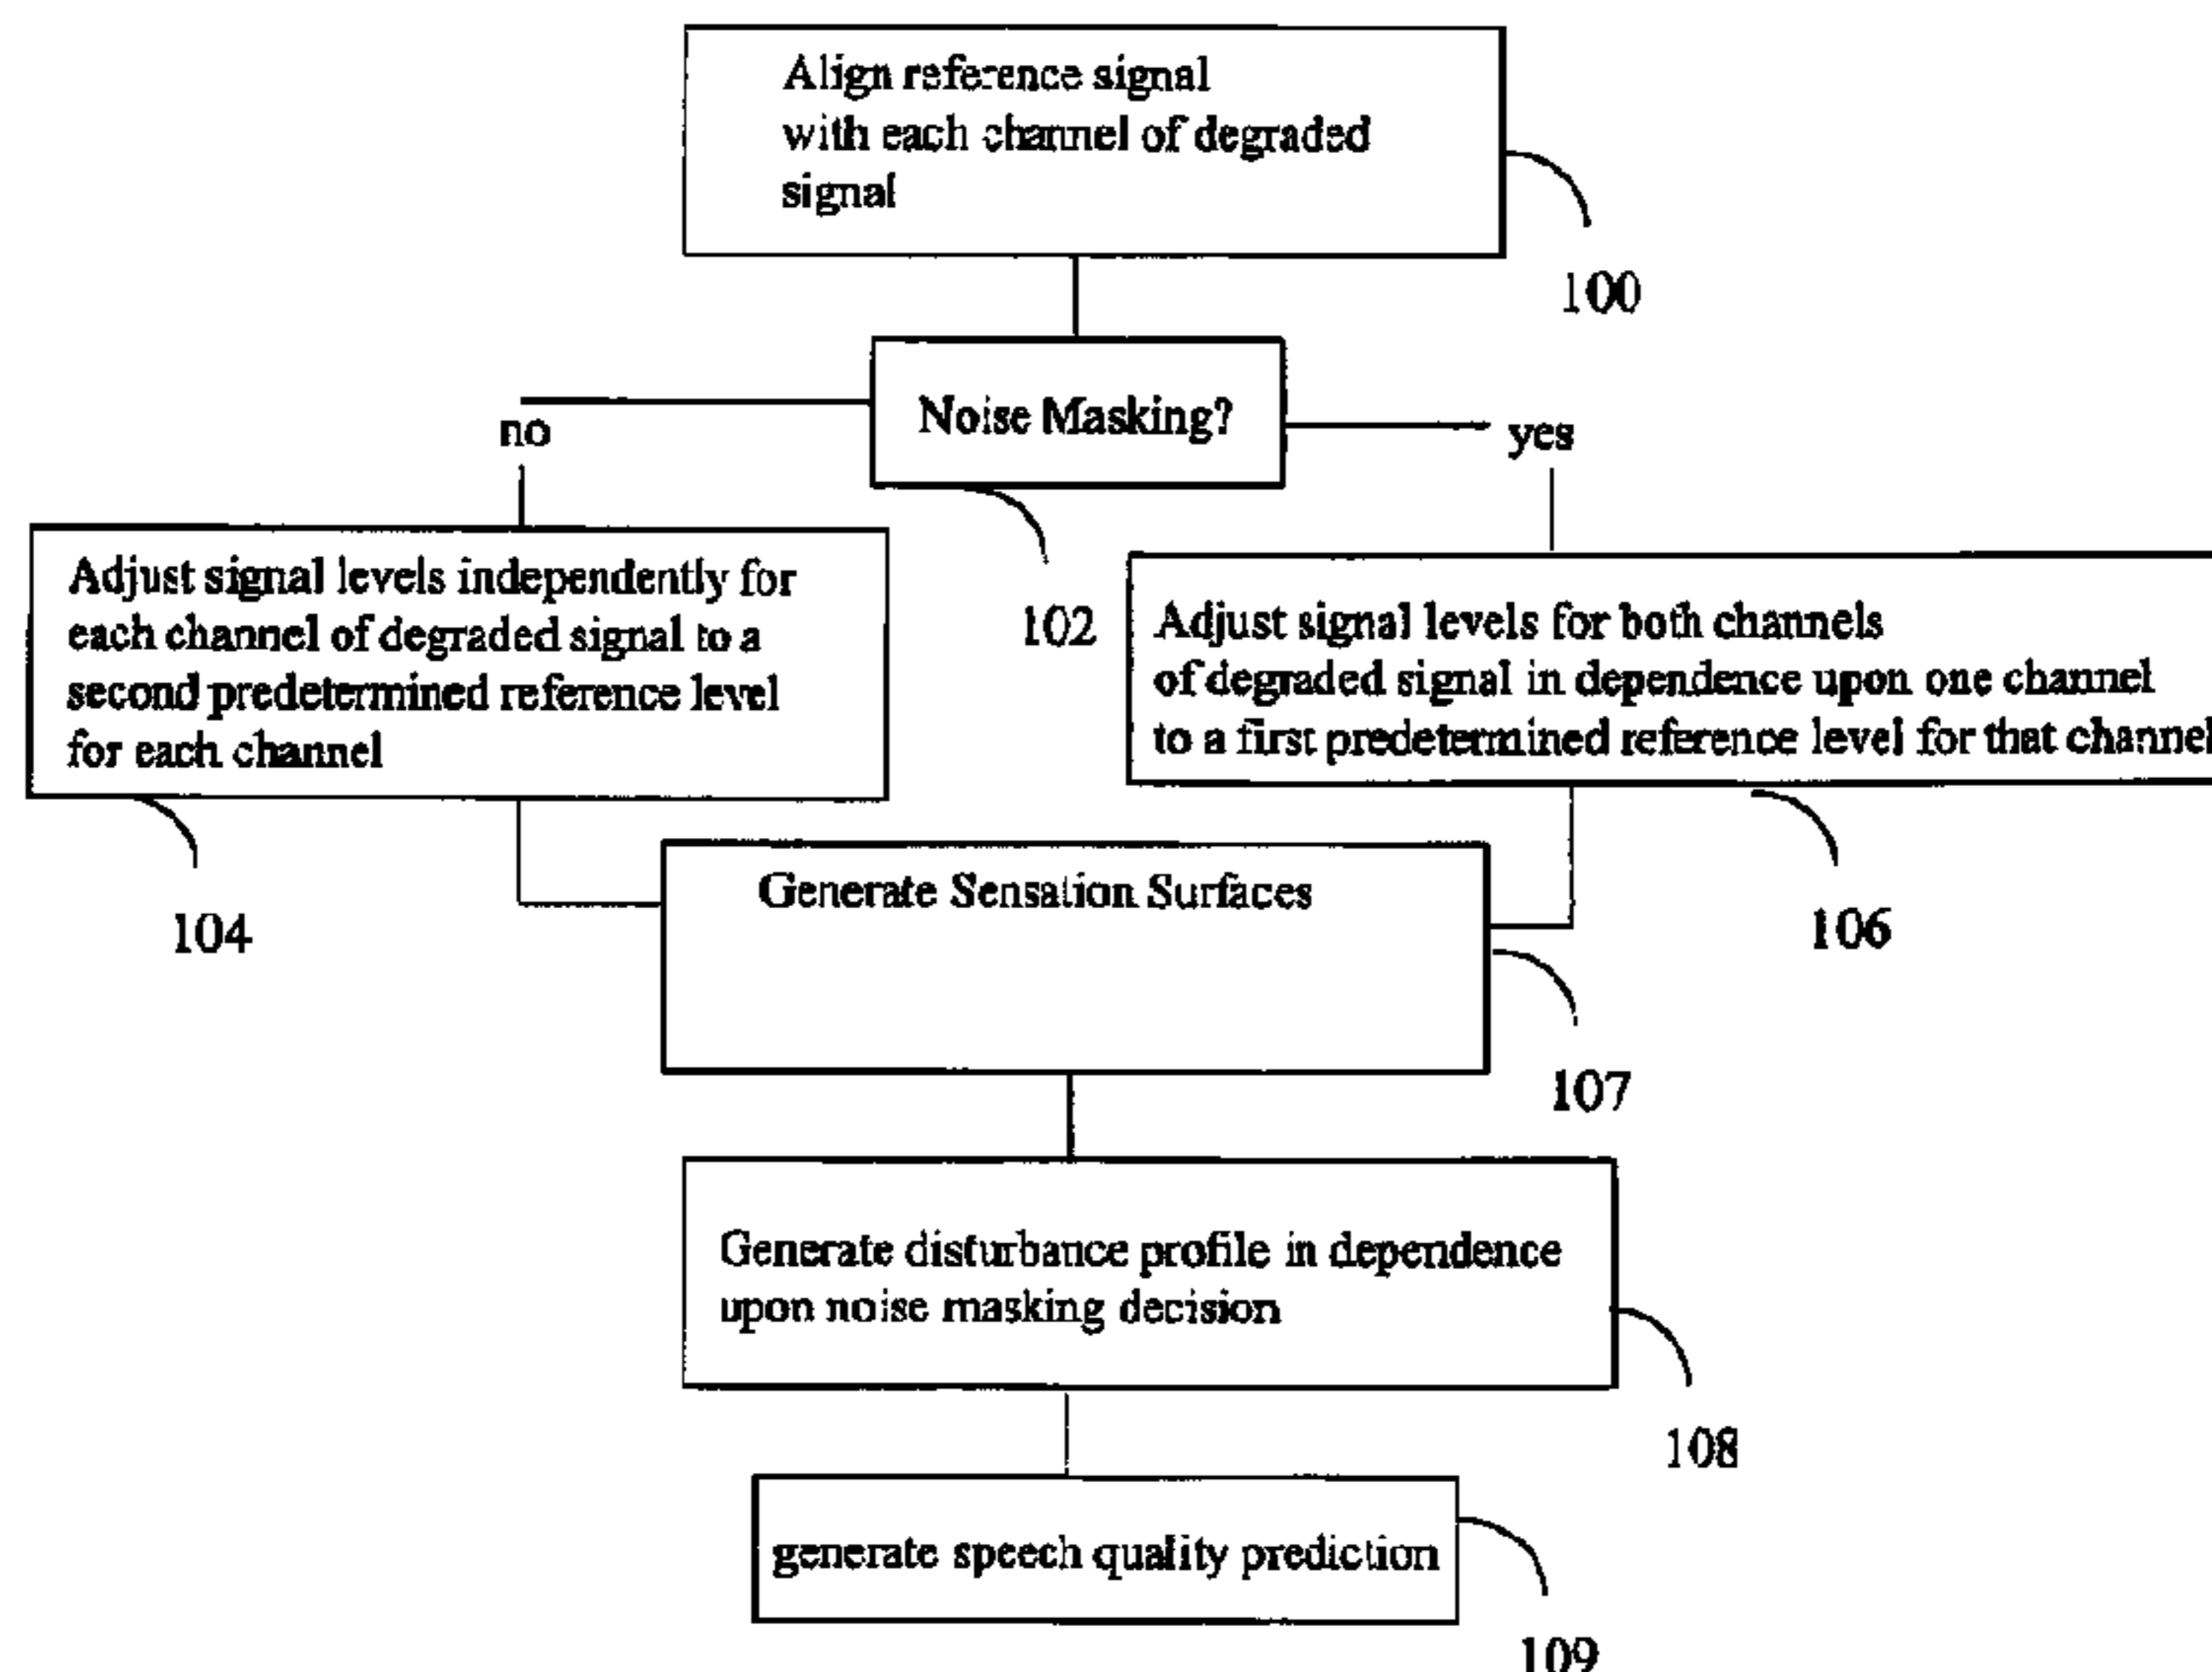 Align reference signal
with each channel of degraded
signal
100
Noise Masking?
no
yes
Adjust signal levels independently for
each channel of degraded signal to a
second predetermined reference level
for each channel
102
Adjust signal levels for both channels
of degraded signal in dependence upon one channel
to a first predetermined reference level for that channel
104
Generate Sensation Surfaces
106
107
Generate disturbance profile in dependence
upon noise masking decision
108
generate speech quality prediction
109